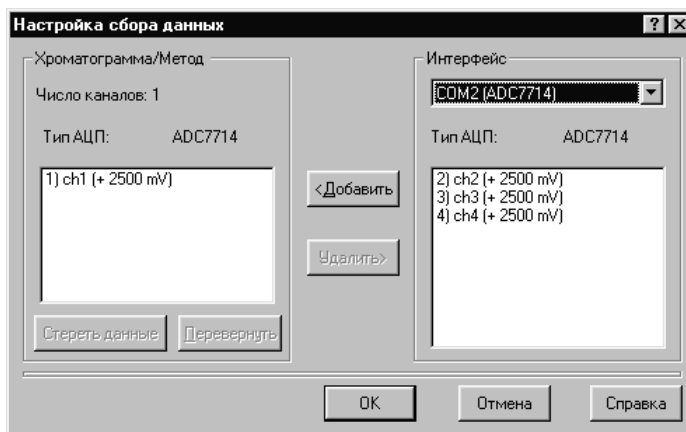 Настройка сбора данных
Хроматограмма/Метод
Число каналов: 1
Тип АЦП: ADC7714
1) ch1 (+ 2500 mV)
Стереть данные
Перевернуть
<Добавить
Удалить>
Интерфейс
COM2 (ADC7714)
Тип АЦП: ADC7714
2) ch2 (+ 2500 mV)
3) ch3 (+ 2500 mV)
4) ch4 (+ 2500 mV)
OK
Отмена
Справка